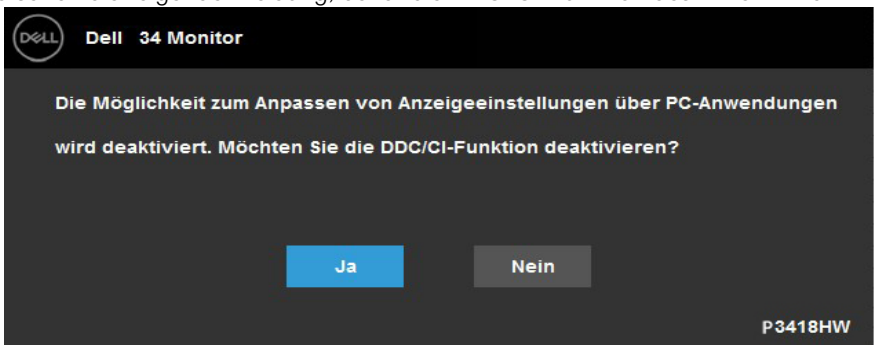 DELL
Dell 34 Monitor
Die Möglichkeit zum Anpassen von Anzeigeeinstellungen über PC-Anwendungen
wird deaktiviert. Möchten Sie die DDC/CI-Funktion deaktivieren?
Ja Nein
P3418HW